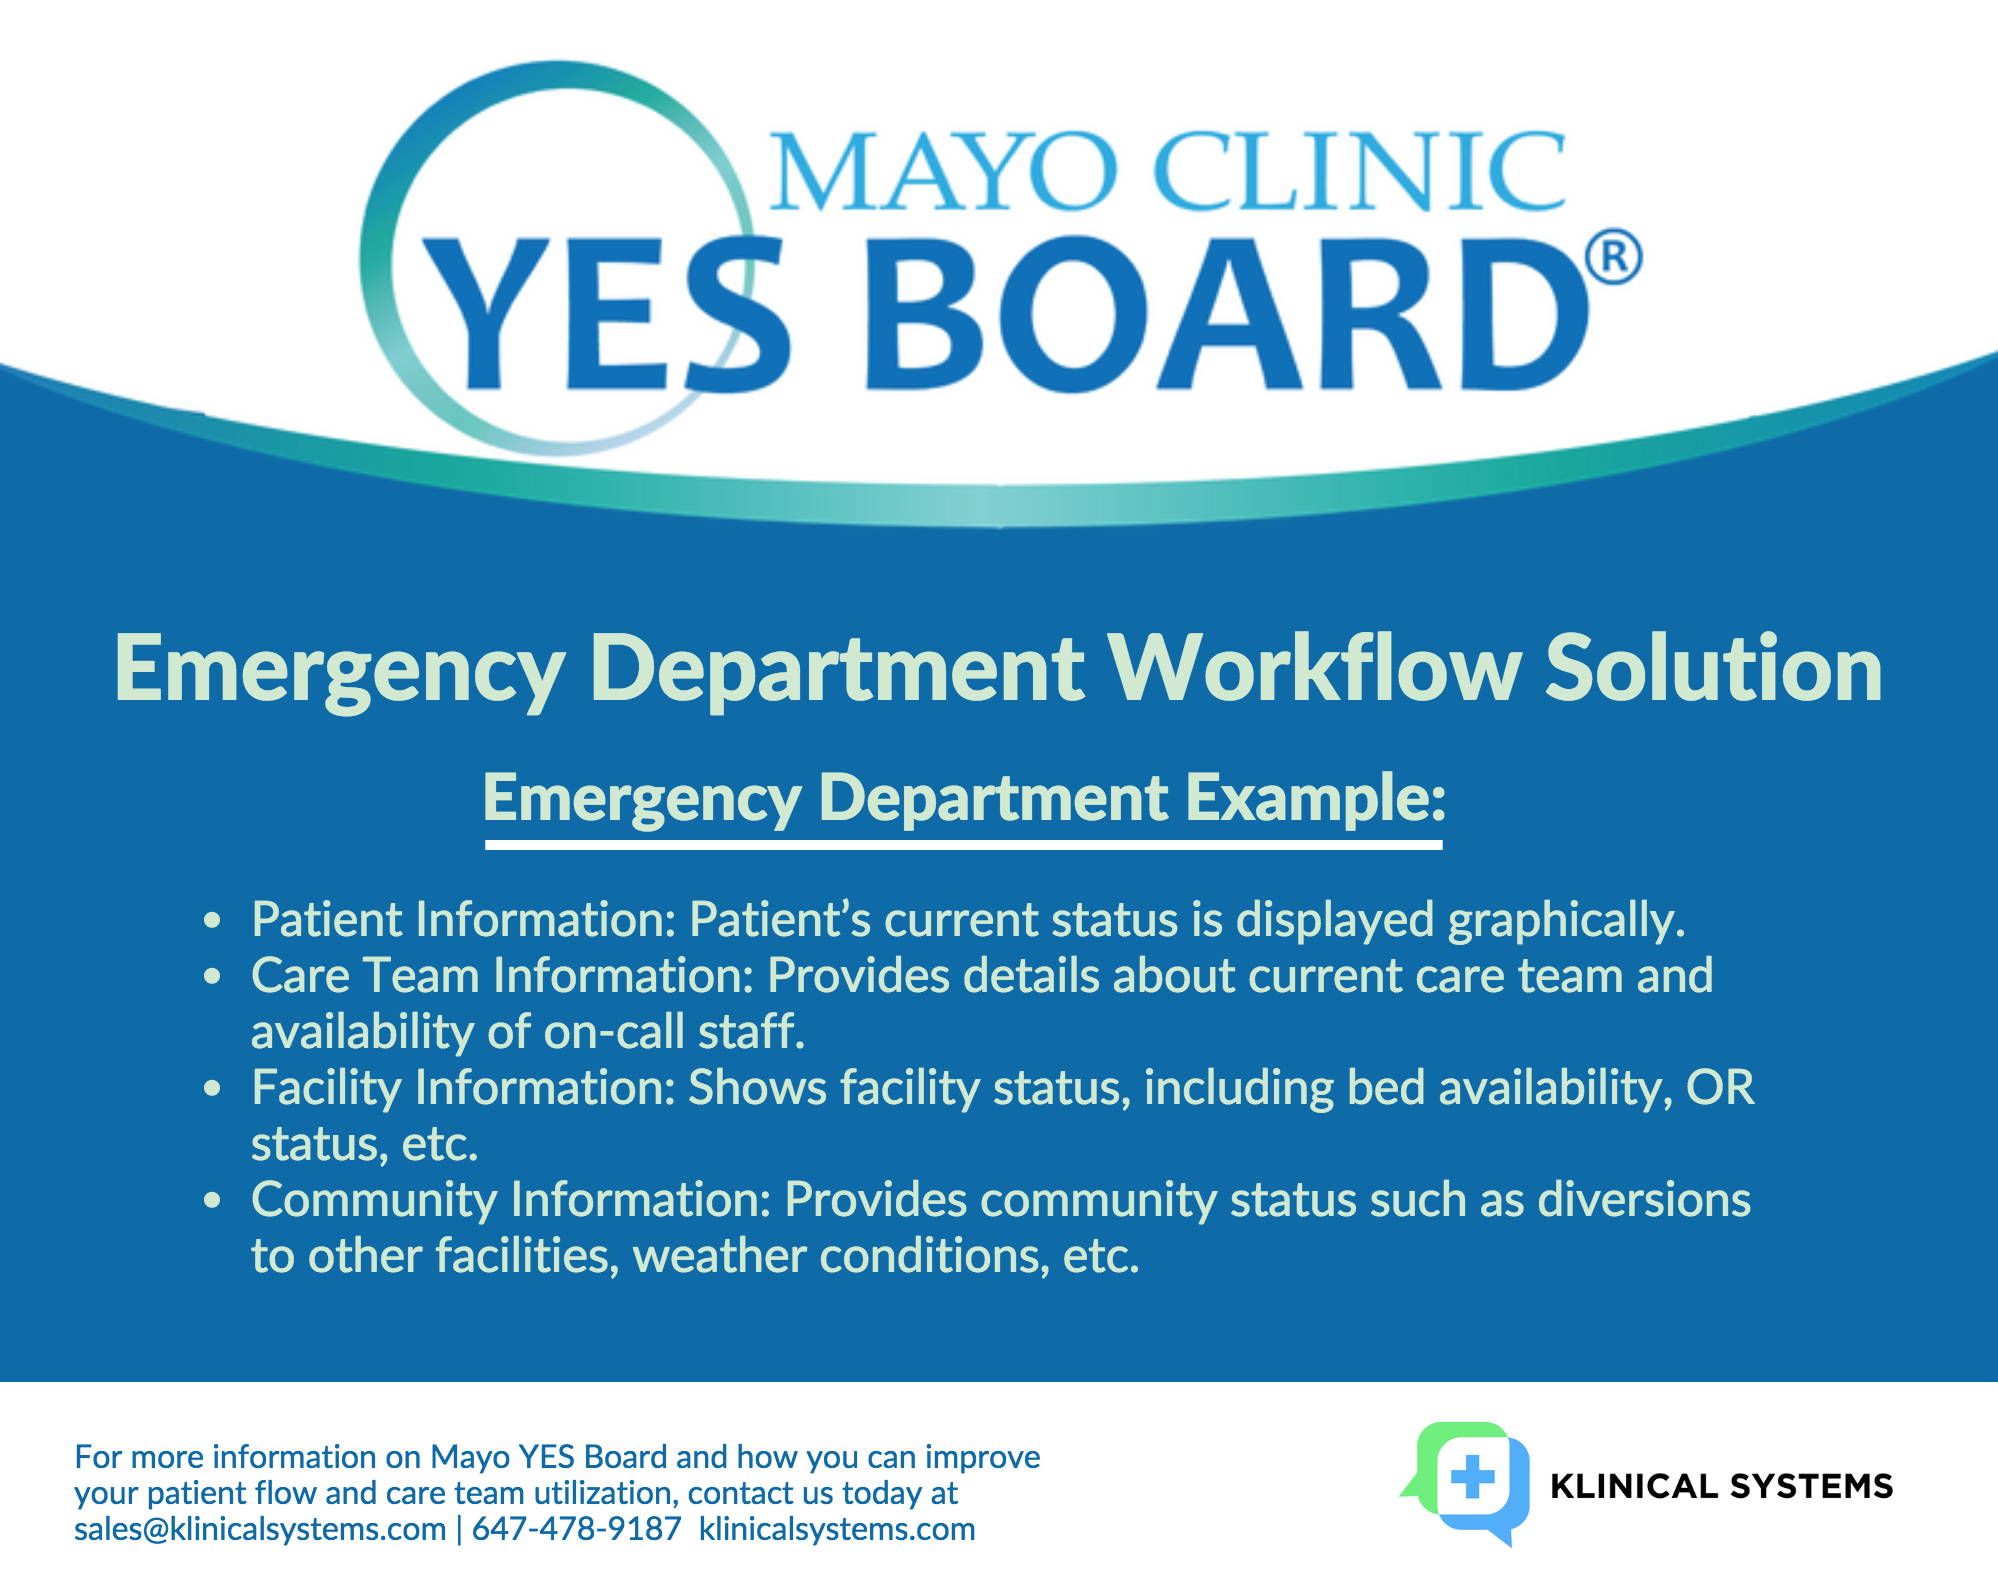 MAYO CLINIC
YES BOARD®
Emergency Department Workflow Solution
Emergency Department Example:
• Patient Information: Patient’s current status is displayed graphically.
• Care Team Information: Provides details about current care team and
availability of on-call staff.
• Facility Information: Shows facility status, including bed availability, OR
status, etc.
• Community Information: Provides community status such as diversions
to other facilities, weather conditions, etc.
For more information on Mayo YES Board and how you can improve
your patient flow and care team utilization, contact us today at
sales@klinicalsystems.com | 647-478-9187 klinicalsystems.com
KLINICAL SYSTEMS